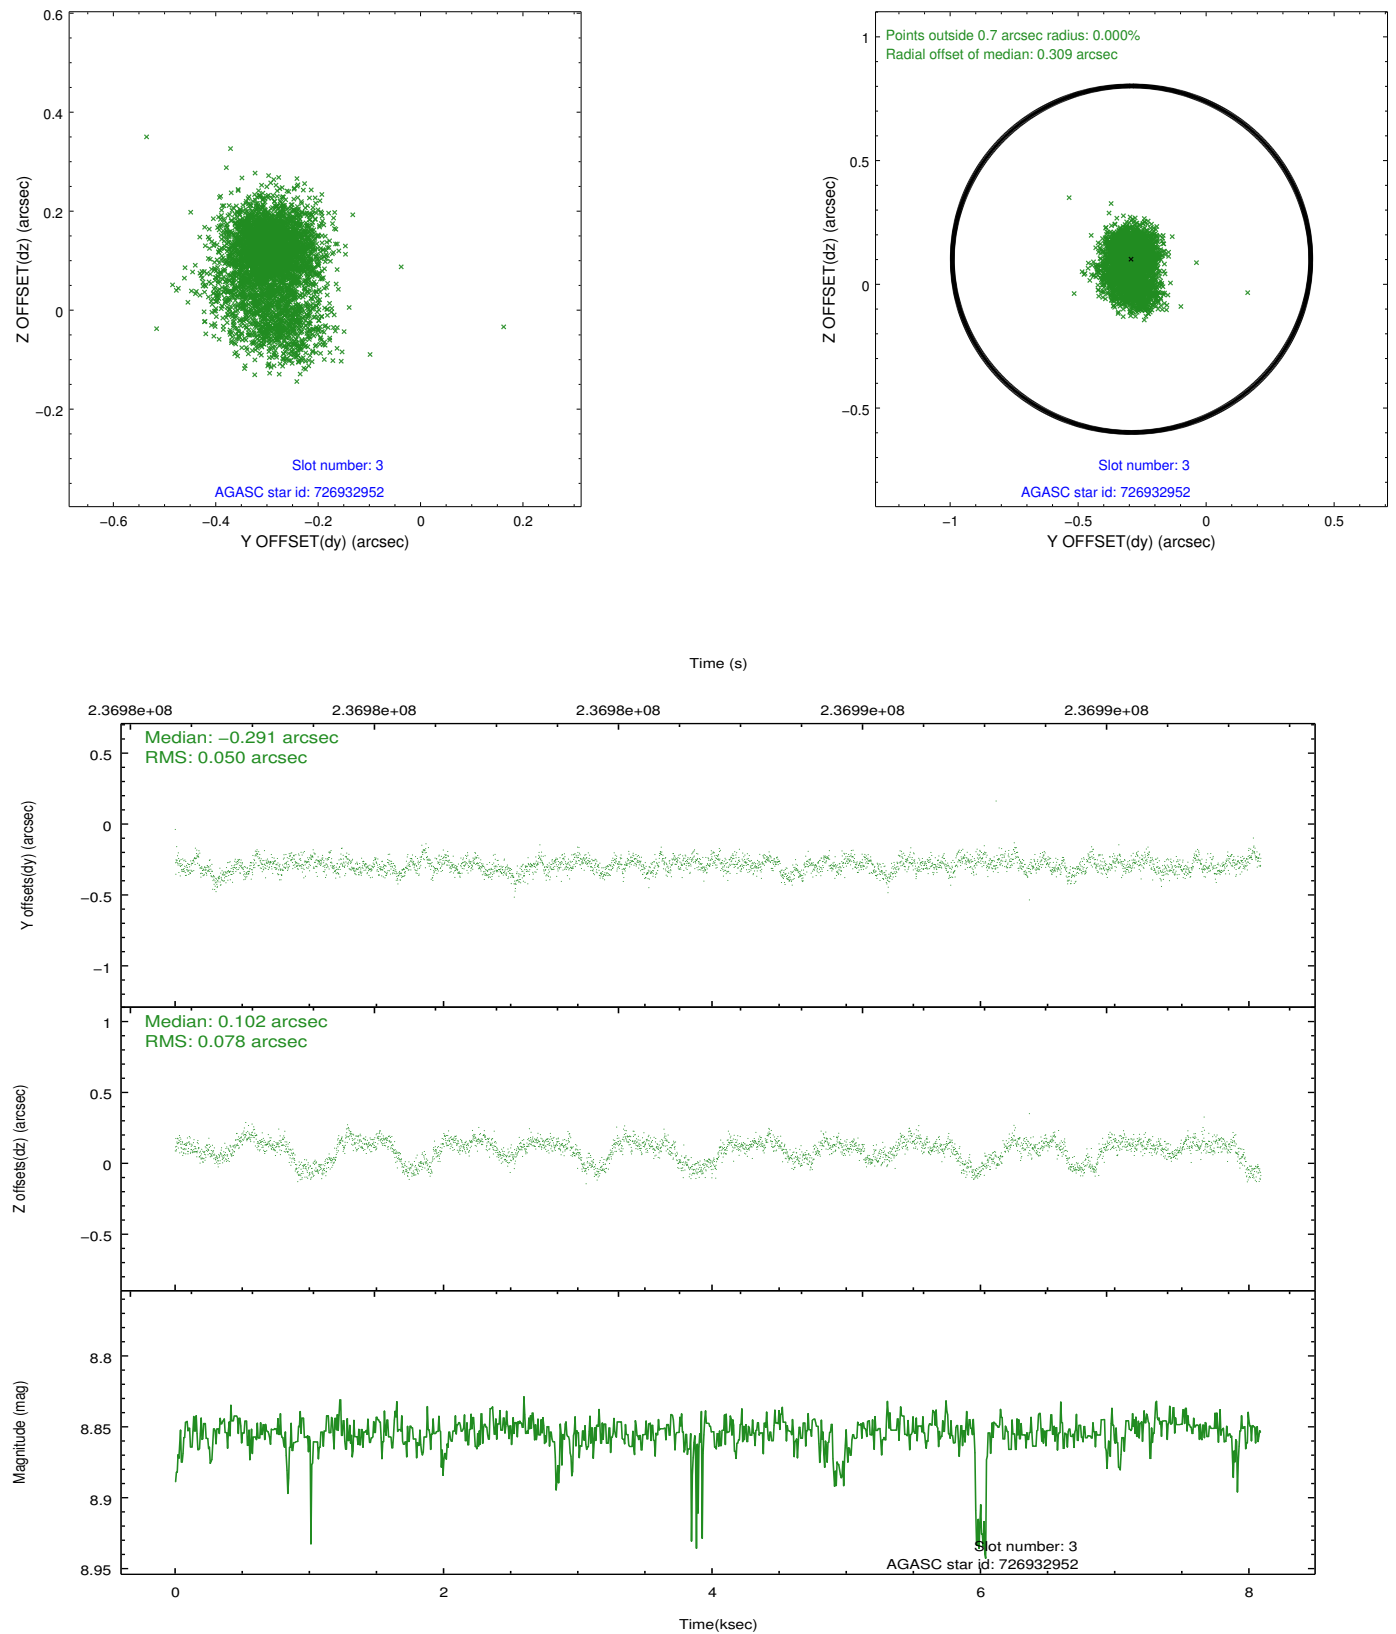 0.6
0.4
0.2
0
−0.2
−0.6
−0.4
−0.2
0
0.2
Z OFFSET(dz) (arcsec)
Y OFFSET(dy) (arcsec)
Slot number: 3
AGASC star id: 726932952
Points outside 0.7 arcsec radius: 0.000%
Radial offset of median: 0.309 arcsec
1
0.5
0
−0.5
−1
−0.5
0
0.5
Z OFFSET(dz) (arcsec)
Y OFFSET(dy) (arcsec)
Slot number: 3
AGASC star id: 726932952
Time (s)
2.3698e+08
2.3698e+08
2.3698e+08
2.3699e+08
2.3699e+08
Median: −0.291 arcsec
RMS: 0.050 arcsec
0.5
0
−0.5
−1
Y offsets(dy) (arcsec)
Median: 0.102 arcsec
RMS: 0.078 arcsec
1
0.5
0
−0.5
Z offsets(dz) (arcsec)
8.8
8.85
8.9
8.95
Magnitude (mag)
Slot number: 3
AGASC star id: 726932952
0
2
4
6
8
Time(ksec)